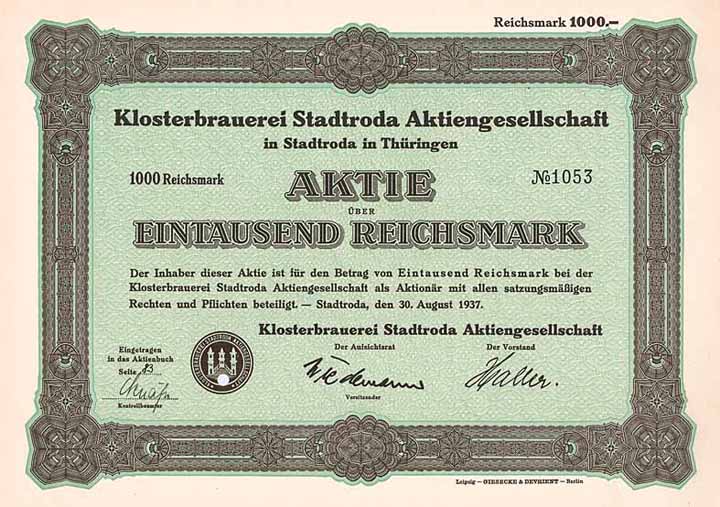 Reichsmark 1000.–
Klosterbrauerei Stadtroda Aktiengesellschaft
in Stadtroda in Thüringen
1000 Reichsmark
AKTIE
№1053
ÜBER
EINTAUSEND REICHSMARK
Der Inhaber dieser Aktie ist für den Betrag von Eintausend Reichsmark bei der
Klosterbrauerei Stadtroda Aktiengesellschaft als Aktionär mit allen satzungsmäßigen
Rechten und Pflichten beteiligt. — Stadtroda, den 30. August 1937.
Klosterbrauerei Stadtroda Aktiengesellschaft
Eingetragen
in das Aktienbuch
Seite 13
Kontrollbeamter
Der Aufsichtsrat
Wiedemann
Vorsitzender
Der Vorstand
Haller.
Leipzig — GIESECKE & DEVRIENT — Berlin